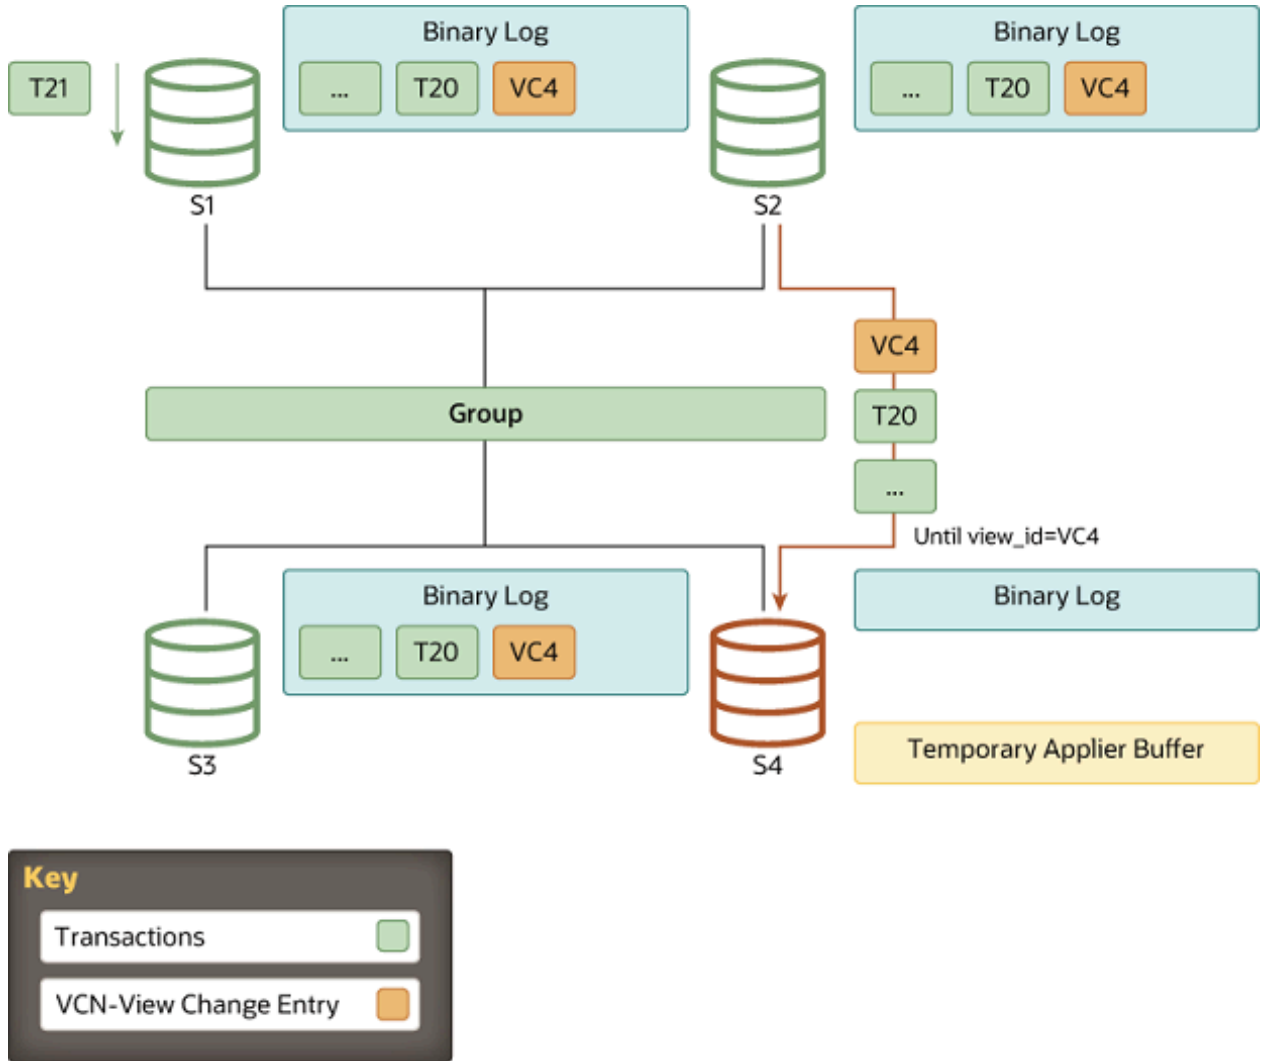 Binary Log
... T20 VC4
Binary Log
... T20 VC4
T21
S1
S2
VC4
Group
T20
...
Until view_id=VC4
Binary Log
... T20 VC4
Binary Log
Temporary Applier Buffer
S3
S4
Key
Transactions
VCN-View Change Entry